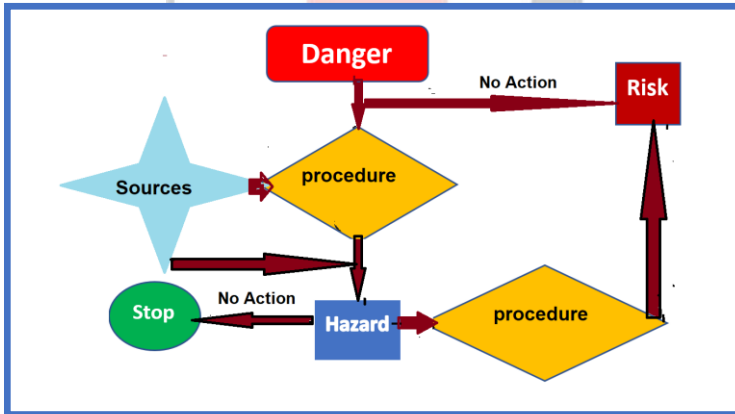 Danger
No Action
Risk
Sources
procedure
No Action
Stop
Hazard
procedure